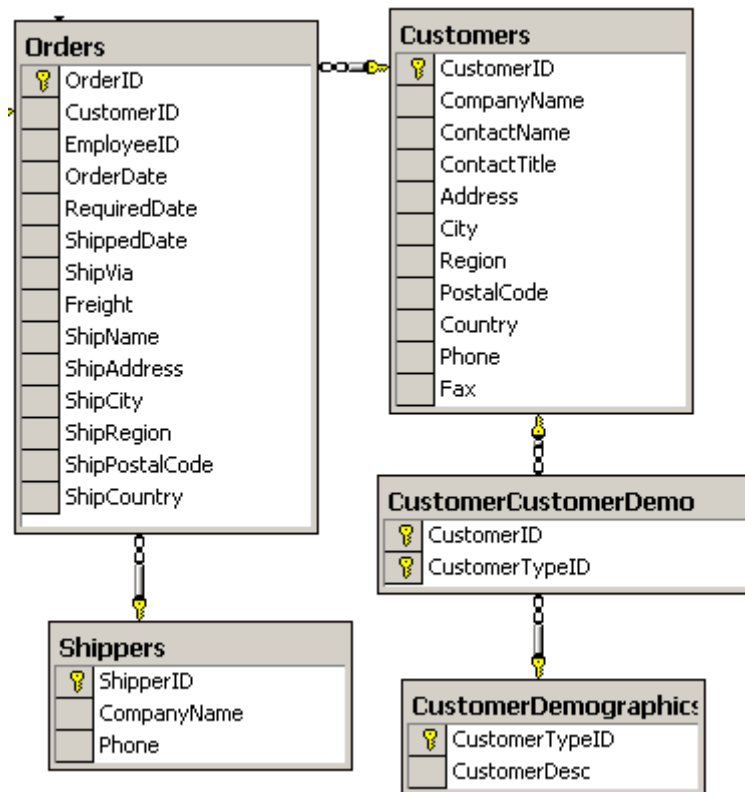 Orders
OrderID
CustomerID
EmployeeID
OrderDate
RequiredDate
ShippedDate
ShipVia
Freight
ShipName
ShipAddress
ShipCity
ShipRegion
ShipPostalCode
ShipCountry
Customers
CustomerID
CompanyName
ContactName
ContactTitle
Address
City
Region
PostalCode
Country
Phone
Fax
CustomerCustomerDemo
CustomerID
CustomerTypeID
Shippers
ShipperID
CompanyName
Phone
CustomerDemographics
CustomerTypeID
CustomerDesc